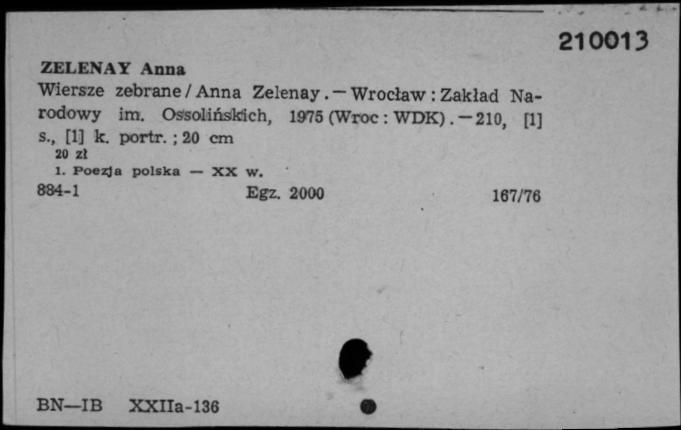 210013
ZELENAY Anna
Wiersze zebrane / Anna Zelenay. — Wrocław : Zakład Na-
rodowy im. Ossolińskich, 1975 (Wroc : WDK). — 210, [1]
s., [1] k. portr. ; 20 cm
20 zł
1. Poezja polska — XX w.
884-1 Egz. 2000 167/76
BN—IB XXIIa-136